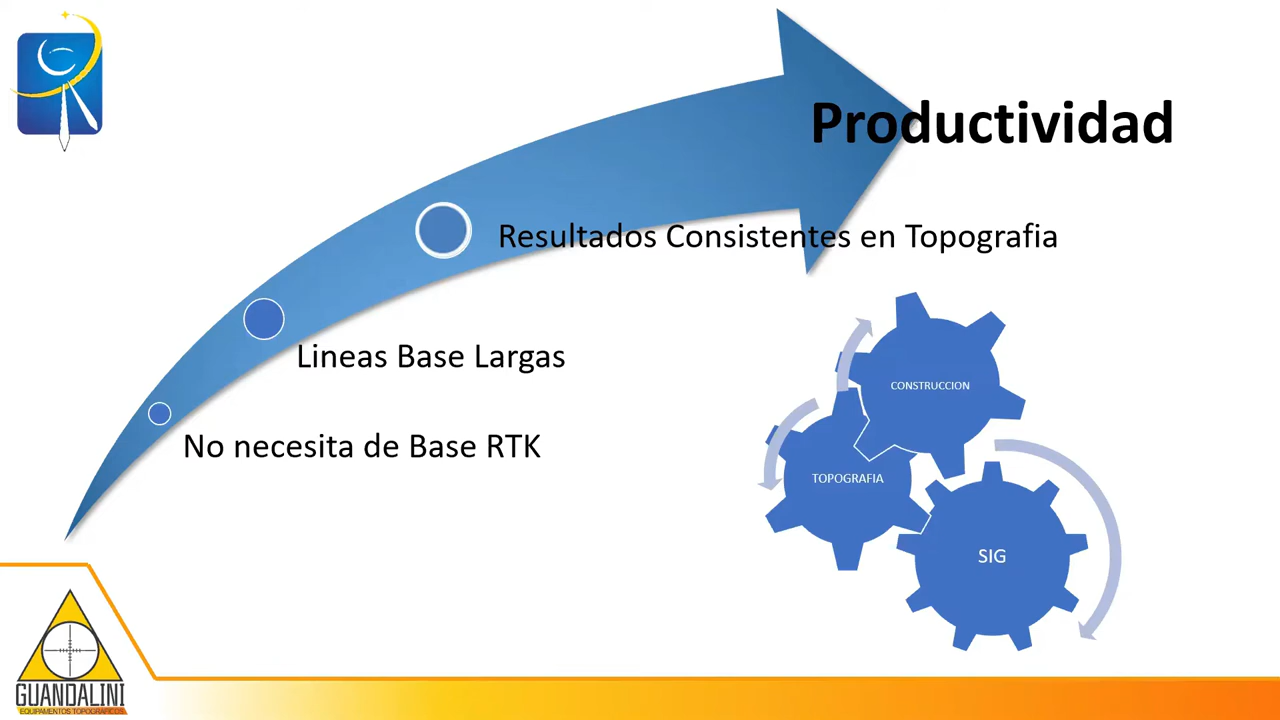 Productividad
Resultados Consistentes en Topografia
Lineas Base Largas
No necesita de Base RTK
CONSTRUCCION
TOPOGRAFIA
SIG
GUANDALINI
EQUIPAMENTOS TOPOGRÁFICOS